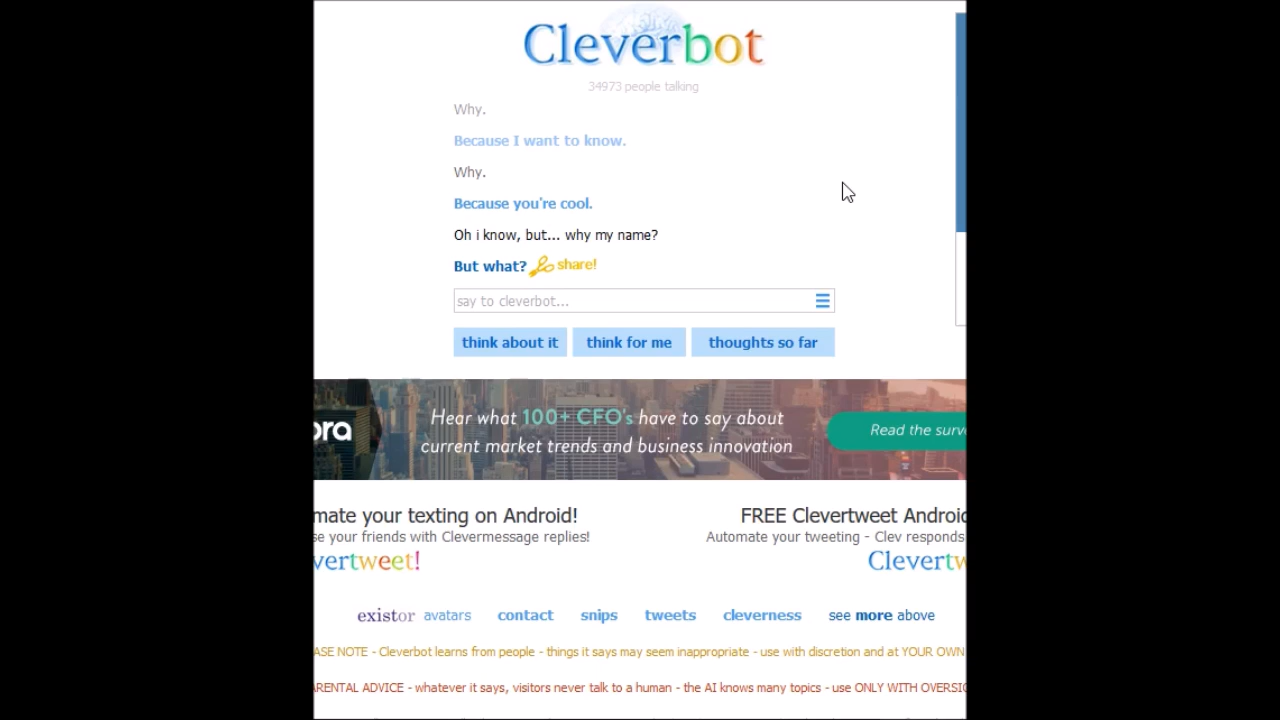 Cleverbot
34973 people talking
Why.
Because I want to know.
Why.
Because you're cool.
Oh i know, but... why my name?
But what? share!
say to cleverbot...
think about it think for me thoughts so far
ora
Hear what 100+ CFO's have to say about
current market trends and business innovation
Read the surve
mate your texting on Android!
se your friends with Clevermessage replies!
vertweet!
FREE Clevertweet Android
Automate your tweeting - Clev responds
Clevertw
existor avatars contact snips tweets cleverness see more above
ASE NOTE - Cleverbot learns from people - things it says may seem inappropriate - use with discretion and at YOUR OWN
ARENTAL ADVICE - whatever it says, visitors never talk to a human - the AI knows many topics - use ONLY WITH OVERSIG